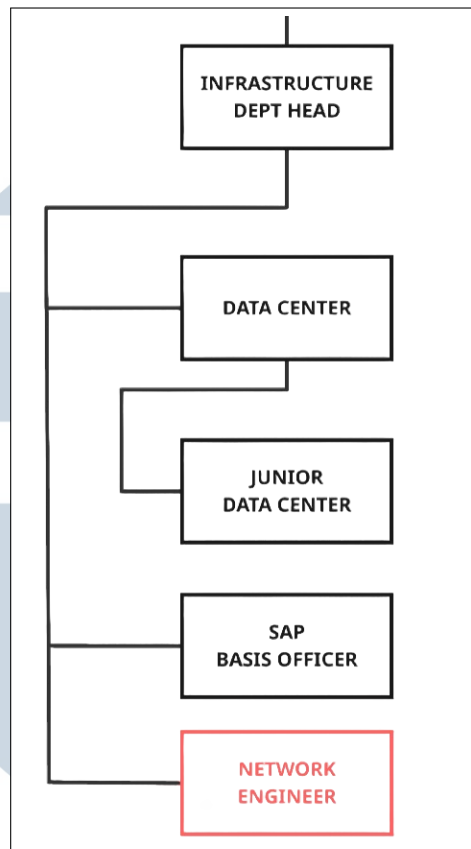 INFRASTRUCTURE
DEPT HEAD
DATA CENTER
JUNIOR
DATA CENTER
SAP
BASIS OFFICER
NETWORK
ENGINEER